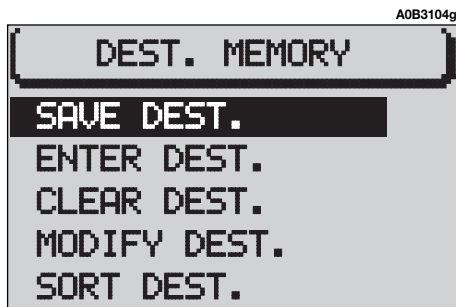 A0B3104g
DEST. MEMORY
SAVE DEST.
ENTER DEST.
CLEAR DEST.
MODIFY DEST.
SORT DEST.